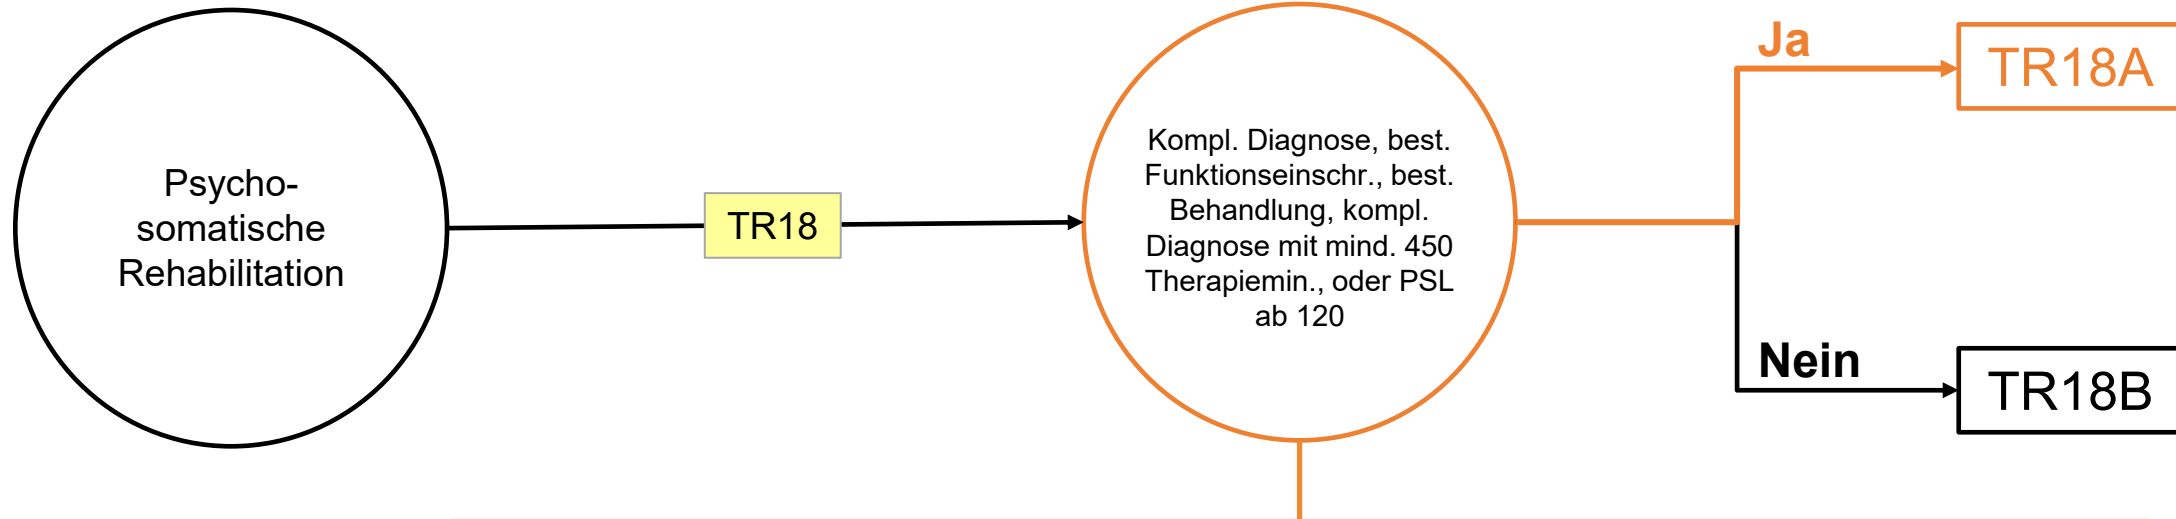 Psycho-
somatische
Rehabilitation
TR18
Kompl. Diagnose, best.
Funktionseinschr., best.
Behandlung, kompl.
Diagnose mit mind. 450
Therapiemin., oder PSL
ab 120
Ja
TR18A
Nein
TR18B